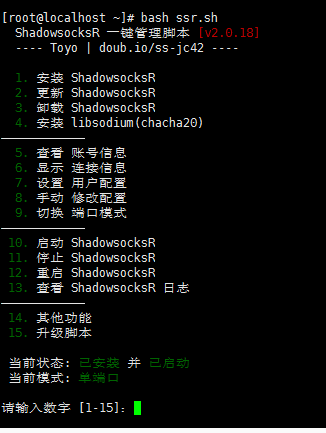 [root@localhost ~]# bash ssr.sh
ShadowsocksR 一键管理脚本 [v2.0.18]
---- Toyo | doub.io/ss-jc42 ----
1. 安装 ShadowsocksR
2. 更新 ShadowsocksR
3. 卸载 ShadowsocksR
4. 安装 libsodium(chacha20)
————————————
5. 查看 账号信息
6. 显示 连接信息
7. 设置 用户配置
8. 手动 修改配置
9. 切换 端口模式
————————————
10. 启动 ShadowsocksR
11. 停止 ShadowsocksR
12. 重启 ShadowsocksR
13. 查看 ShadowsocksR 日志
————————————
14. 其他功能
15. 升级脚本
当前状态: 已安装 并 已启动
当前模式: 单端口
请输入数字 [1-15]：